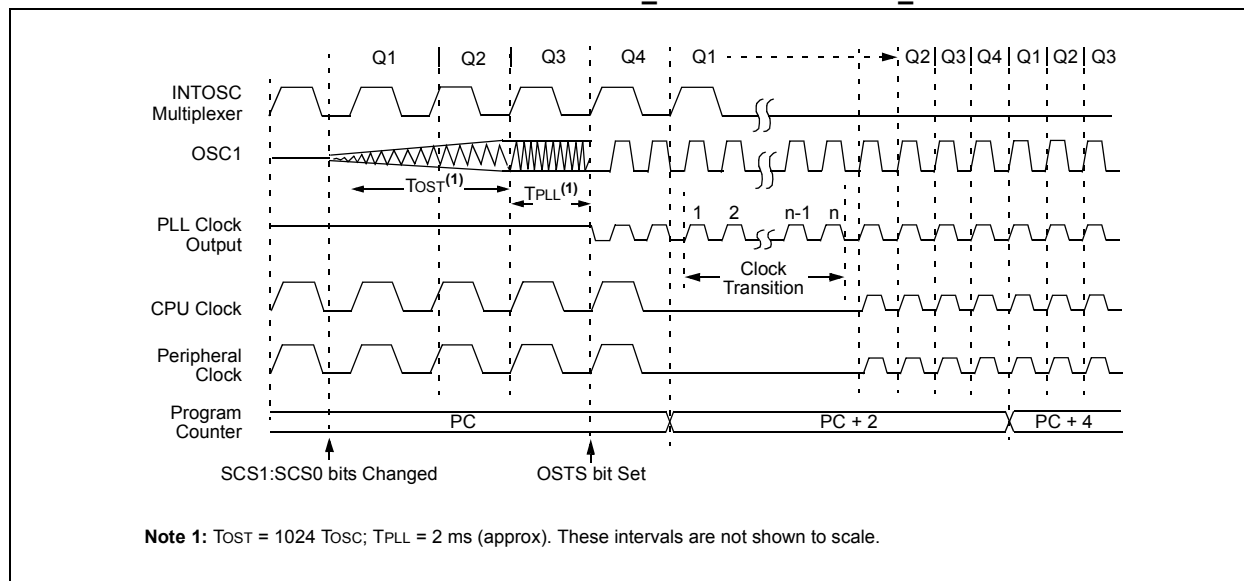 Q1 Q2 Q3 Q4 Q1 Q2 Q3 Q4 Q1 Q2 Q3
INTOSC
Multiplexer
OSC1
TOST(1)
TPLL(1)
1 2 n-1 n
PLL Clock
Output
Clock
Transition
CPU Clock
Peripheral
Clock
Program
Counter
PC PC + 2 PC + 4
SCS1:SCS0 bits Changed OSTS bit Set
Note 1: TOST = 1024 TOSC; TPLL = 2 ms (approx). These intervals are not shown to scale.